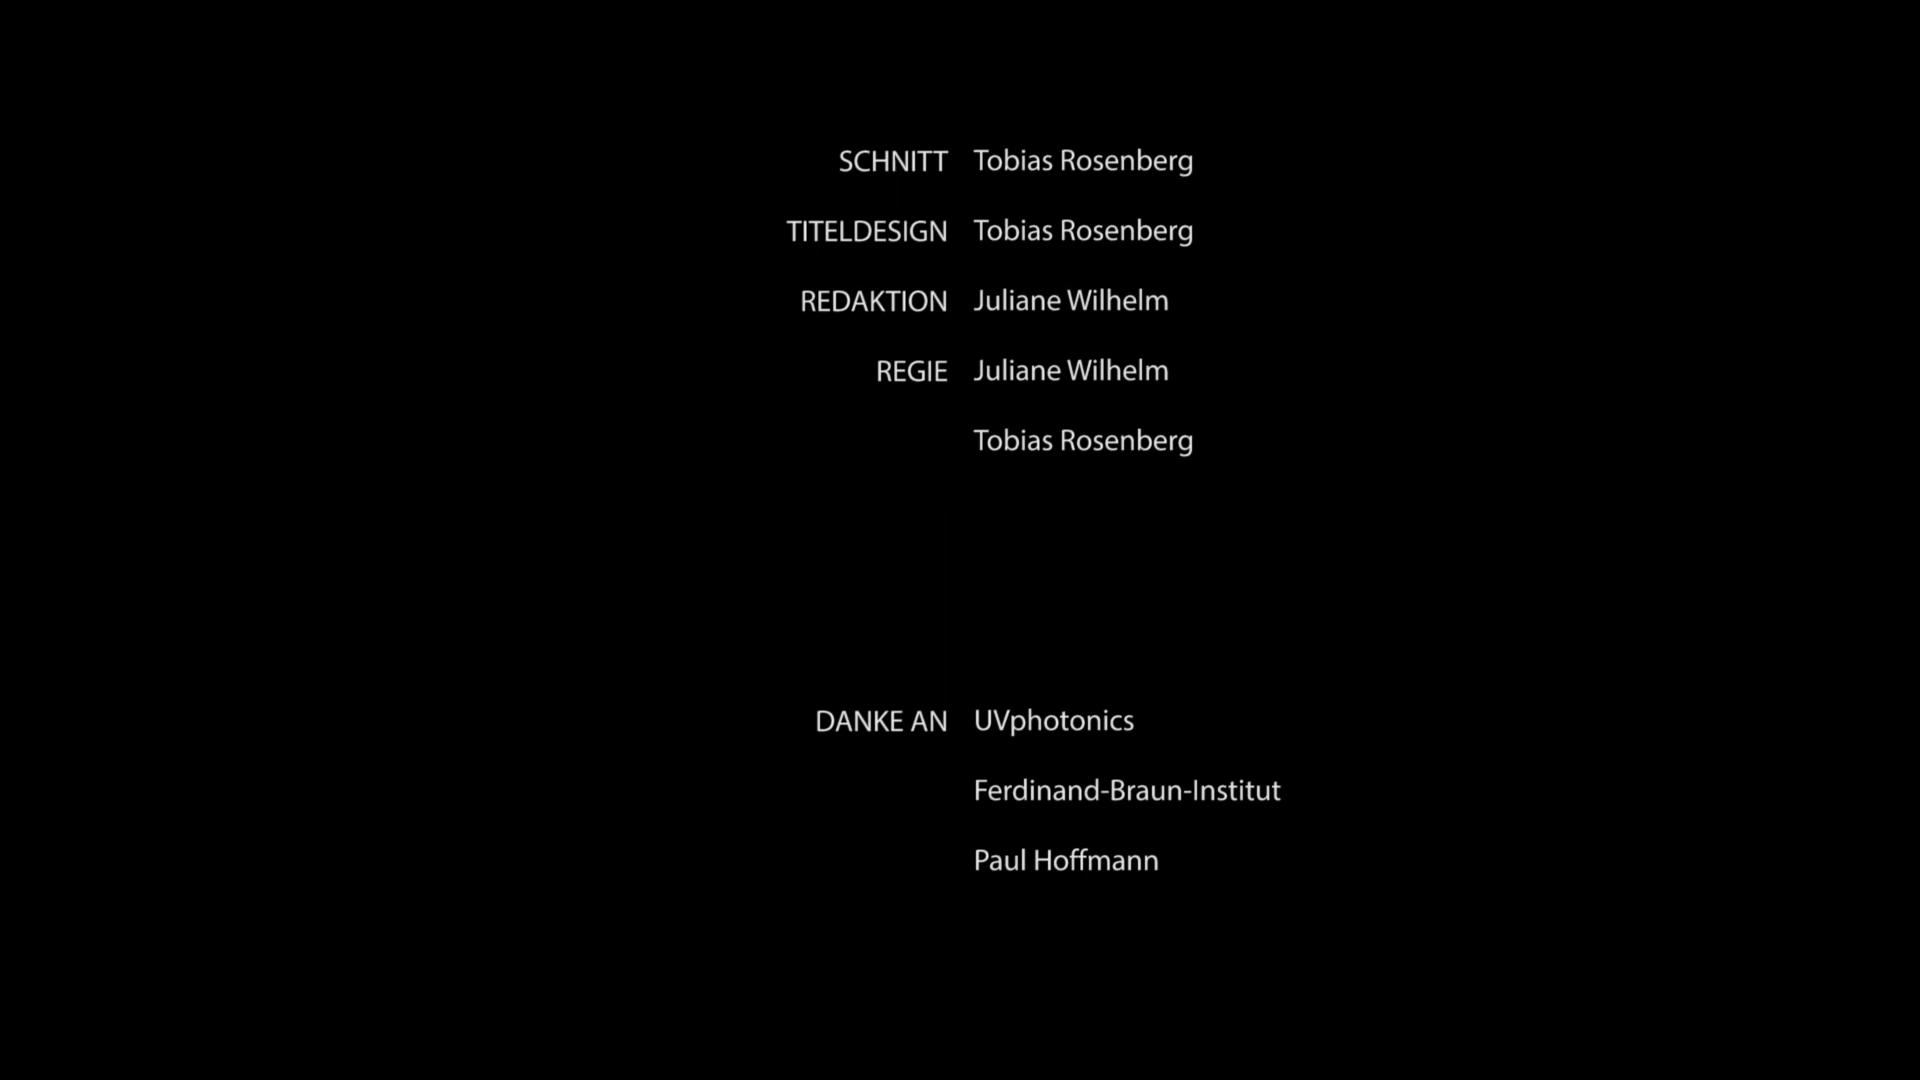 SCHNITT Tobias Rosenberg
TITELDESIGN Tobias Rosenberg
REDAKTION Juliane Wilhelm
REGIE Juliane Wilhelm
Tobias Rosenberg
DANKE AN UVphotonics
Ferdinand-Braun-Institut
Paul Hoffmann